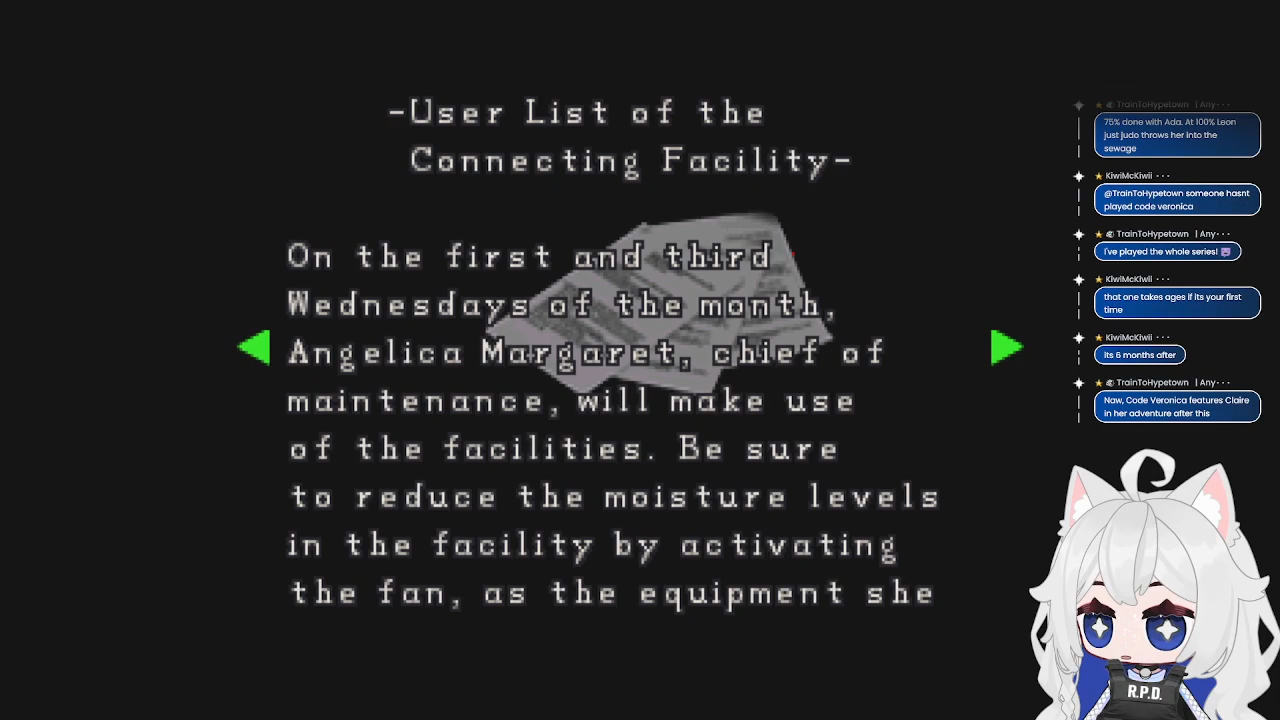 -User List of the
Connecting Facility-
On the first and third
Wednesdays of the month,
Angelica Margaret, chief of
maintenance, will make use
of the facilities. Be sure
to reduce the moisture levels
in the facility by activating
the fan, as the equipment she
TrainToHypetown | Any···
75% done with Ada. At 100% Leon
just judo throws her into the
sewage
KiwiMcKiwii ···
@TrainToHypetown someone hasnt
played code veronica
TrainToHypetown | Any···
I've played the whole series!
KiwiMcKiwii ···
that one takes ages if its your first
time
KiwiMcKiwii ···
its 6 months after
TrainToHypetown | Any···
Naw, Code Veronica features Claire
in her adventure after this
R.P.D.